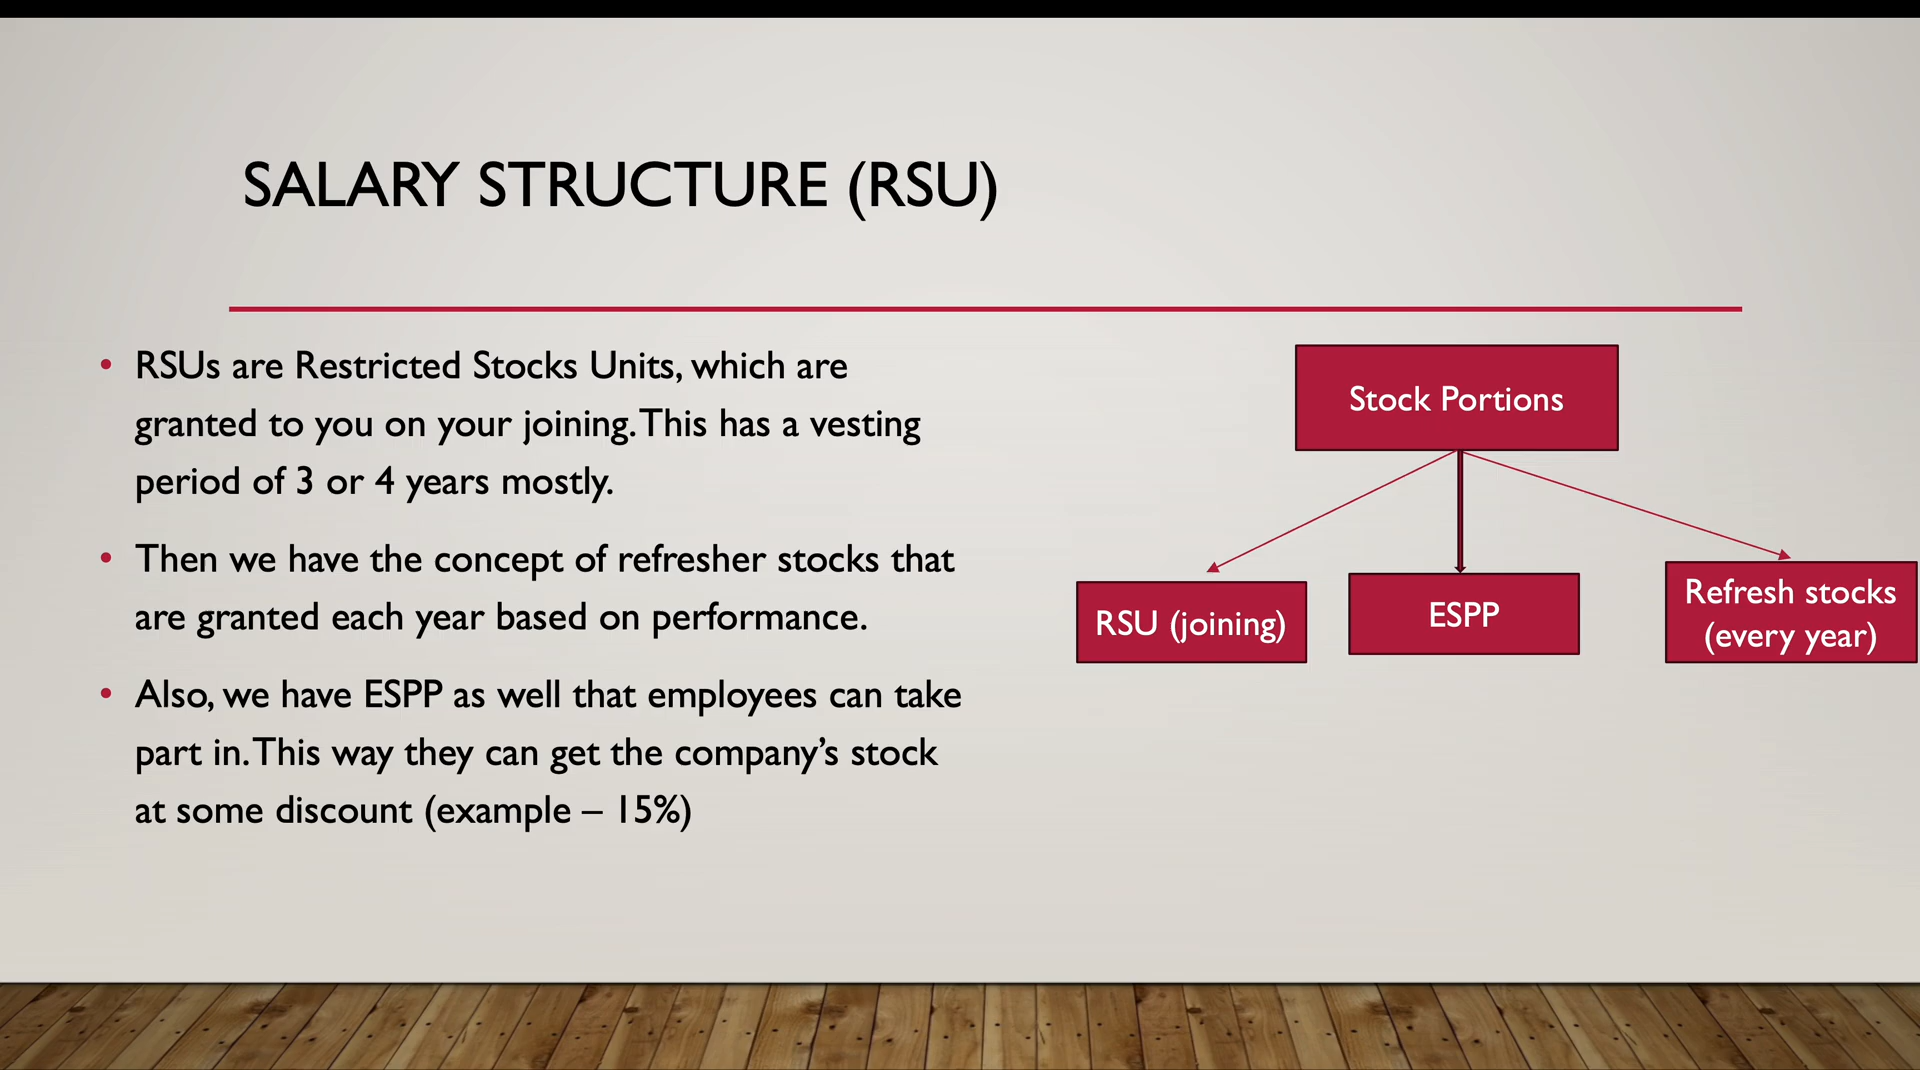 SALARY STRUCTURE (RSU)
• RSUs are Restricted Stocks Units, which are
granted to you on your joining. This has a vesting
period of 3 or 4 years mostly.
• Then we have the concept of refresher stocks that
are granted each year based on performance.
• Also, we have ESPP as well that employees can take
part in. This way they can get the company’s stock
at some discount (example – 15%)
Stock Portions
RSU (joining)
ESPP
Refresh stocks
(every year)